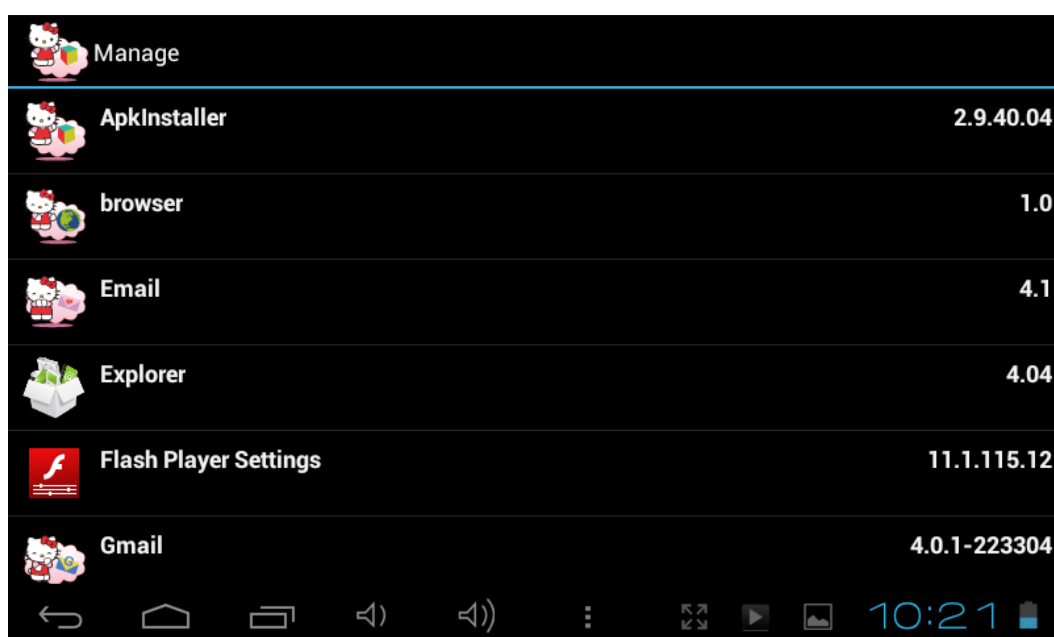 Manage
ApkInstaller 2.9.40.04
browser 1.0
Email 4.1
Explorer 4.04
Flash Player Settings 11.1.115.12
Gmail 4.0.1-223304
10:21